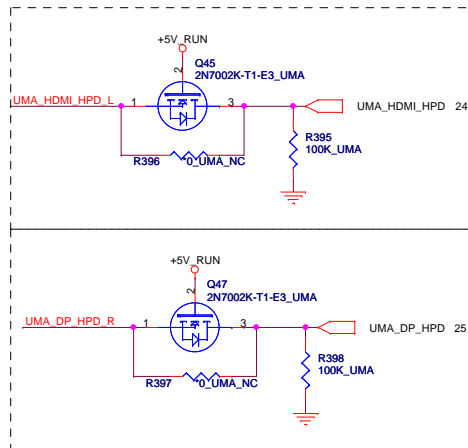 +5V_RUN
Q45
2N7002K-T1-E3_UMA
2
UMA_HDMI_HPD_L
1
3
UMA_HDMI_HPD 24
R395
100K_UMA
R396
*0_UMA_NC
+5V_RUN
Q47
2N7002K-T1-E3_UMA
2
UMA_DP_HPD_R
1
3
UMA_DP_HPD 25
R398
100K_UMA
R397
*0_UMA_NC